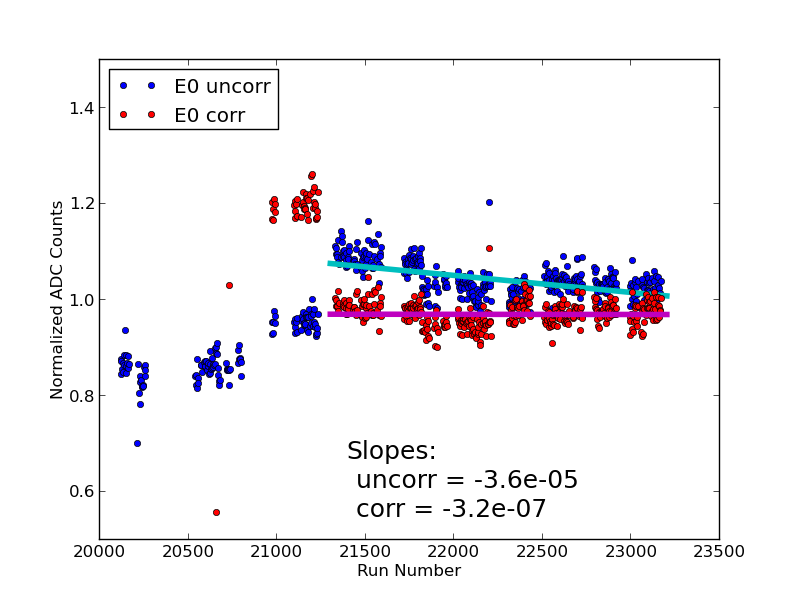 E0 uncorr
E0 corr
Normalized ADC Counts
1.4
1.2
1.0
0.8
0.6
Slopes:
uncorr = -3.6e-05
corr = -3.2e-07
20000 20500 21000 21500 22000 22500 23000 23500
Run Number